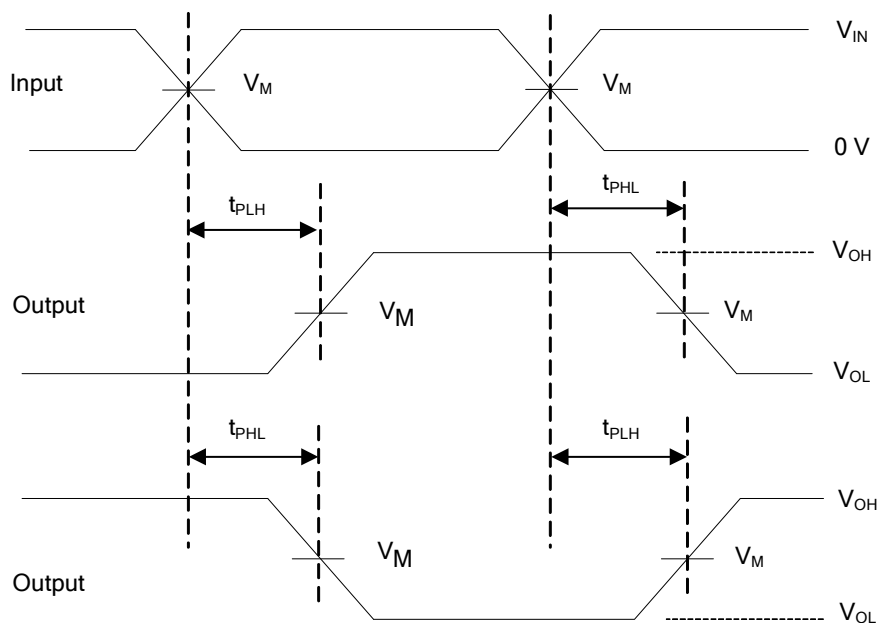 V_IN
Input
V_M
V_M
0 V
t_PLH
t_PHL
V_OH
Output
V_M
V_M
V_OL
t_PHL
t_PLH
V_OH
V_M
V_M
Output
V_OL